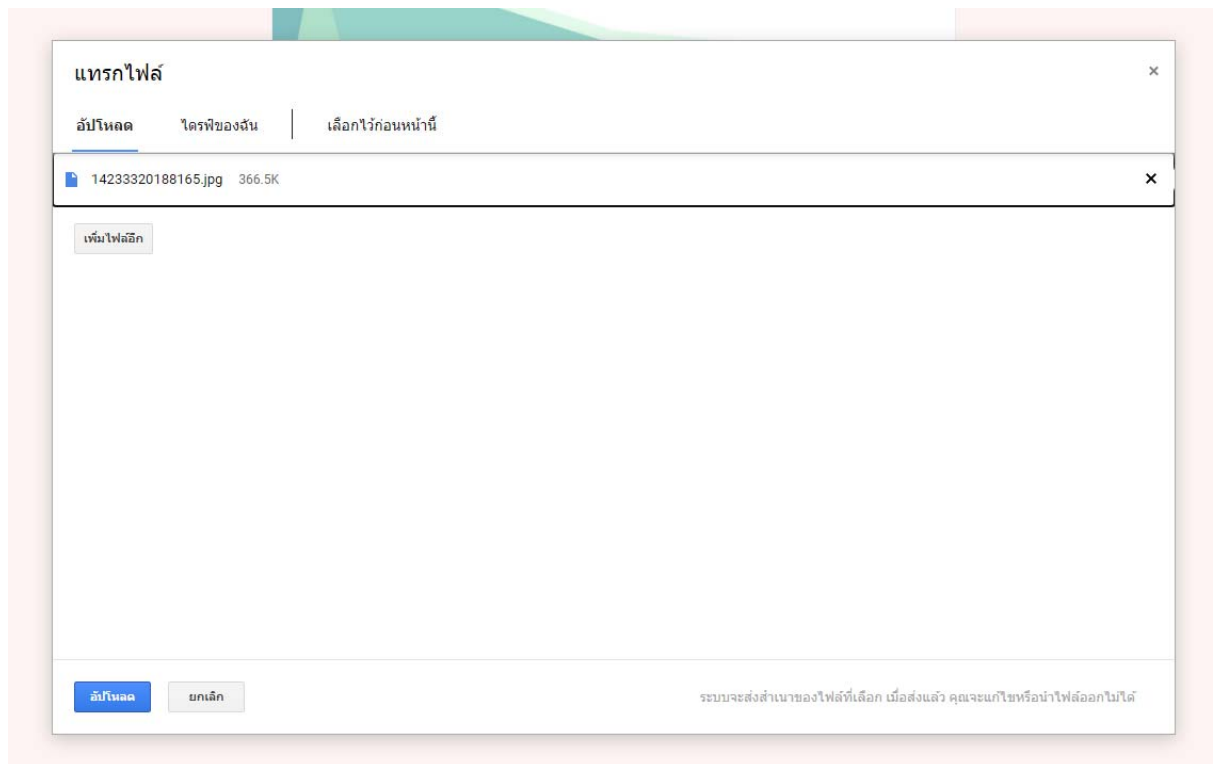 แทรกไฟล์
×
อัปโหลด ไดรฟ์ของฉัน เลือกไว้ก่อนหน้านี้
14233320188165.jpg 366.5K ×
เพิ่มไฟล์อีก
อัปโหลด ยกเลิก ระบบจะส่งสำเนาของไฟล์ที่เลือก เมื่อส่งแล้ว คุณจะแก้ไขหรือนำไฟล์ออกไม่ได้